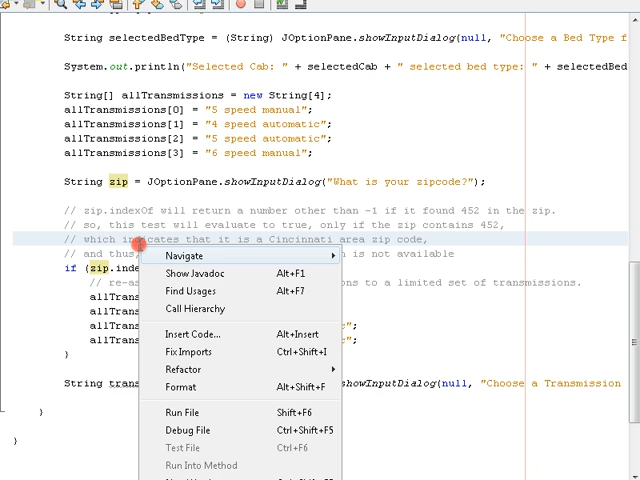 String selectedBedType = (String) JOptionPane.showInputDialog(null, "Choose a Bed Type f
System.out.println("Selected Cab: " + selectedCab + " selected bed type: " + selectedBed
String[] allTransmissions = new String[4];
allTransmissions[0] = "5 speed manual";
allTransmissions[1] = "4 speed automatic";
allTransmissions[2] = "5 speed automatic";
allTransmissions[3] = "6 speed manual";
String zip = JOptionPane.showInputDialog("What is your zipcode?");
// zip.indexOf will return a number other than -1 if it found 452 in the zip.
// so, this test will evaluate to true, only if the zip contains 452,
// which indicates that it is a Cincinnati area zip code,
// and thus, is not available
if (zip.inde
// re-as ons to a limited set of transmissions.
allTrans
allTrans
allTrans c";
allTrans c";
}
String trans howInputDialog(null, "Choose a Transmission
}
}
Navigate
Show Javadoc Alt+F1
Find Usages Alt+F7
Call Hierarchy
Insert Code... Alt+Insert
Fix Imports Ctrl+Shift+I
Refactor
Format Alt+Shift+F
Run File Shift+F6
Debug File Ctrl+Shift+F5
Test File Ctrl+F6
Run Into Method